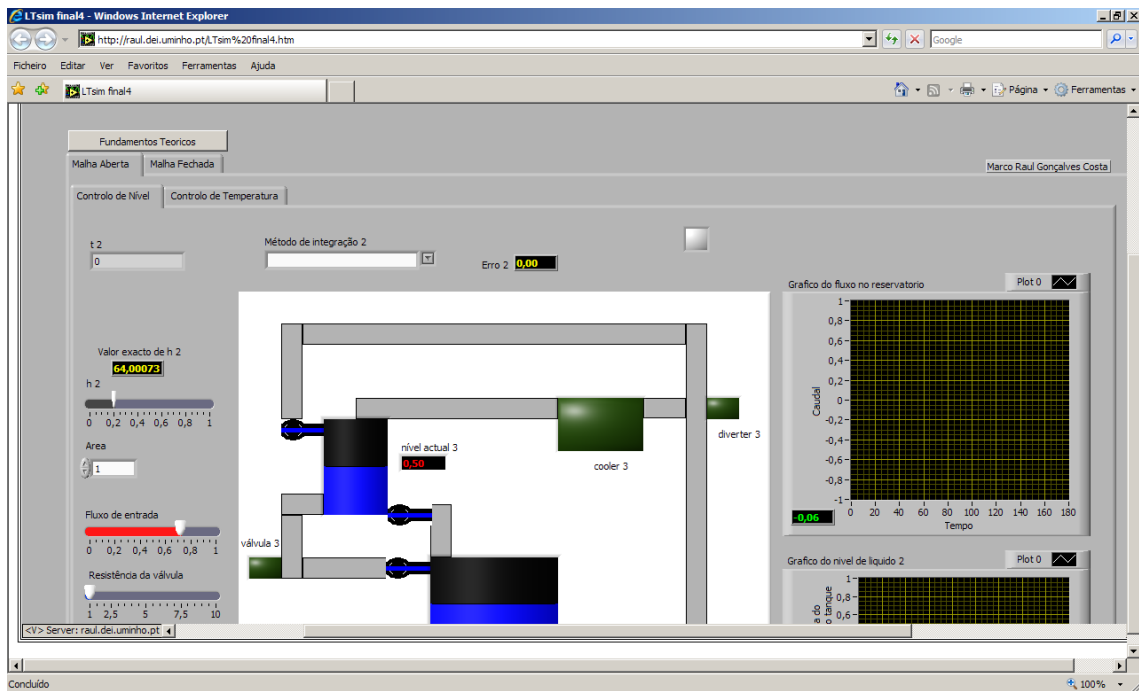 LTsim final4 - Windows Internet Explorer
http://raul.dei.uminho.pt/LTsim%20final4.htm
Google
Ficheiro Editar Ver Favoritos Ferramentas Ajuda
LTsim final4
Página
Ferramentas
Fundamentos Teoricos
Malha Aberta
Malha Fechada
Marco Raul Gonçalves Costa
Controlo de Nível
Controlo de Temperatura
t 2
0
Método de integração 2
Erro 2 0,00
Valor exacto de h 2
64,00073
h 2
0 0,2 0,4 0,6 0,8 1
Area
1
Fluxo de entrada
0 0,2 0,4 0,6 0,8 1
Resistência da válvula
1 2,5 5 7,5 10
nível actual 3
0,50
cooler 3
diverter 3
válvula 3
Grafico do fluxo no reservatorio
Plot 0
Caudal
1
0,8
0,6
0,4
0,2
0
-0,2
-0,4
-0,6
-0,8
-1
0 20 40 60 80 100 120 140 160 180
Tempo
-0,06
Grafico do nivel de liquido 2
Plot 0
1
0,8
0,6
a do
o tanque
<V> Server: raul.dei.uminho.pt
Concluído
100%